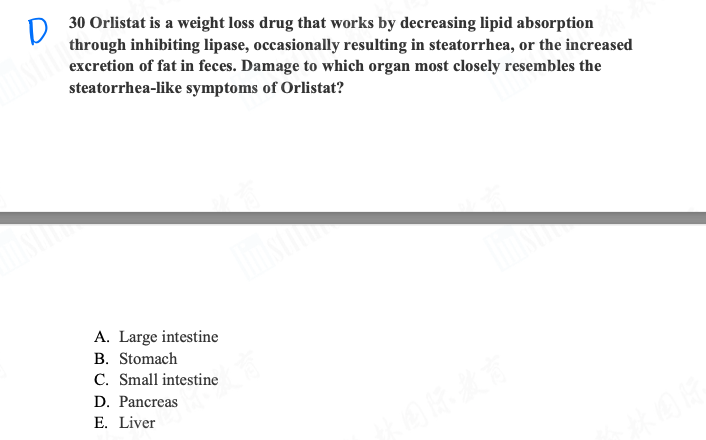 D
30 Orlistat is a weight loss drug that works by decreasing lipid absorption
through inhibiting lipase, occasionally resulting in steatorrhea, or the increased
excretion of fat in feces. Damage to which organ most closely resembles the
steatorrhea-like symptoms of Orlistat?
A. Large intestine
B. Stomach
C. Small intestine
D. Pancreas
E. Liver